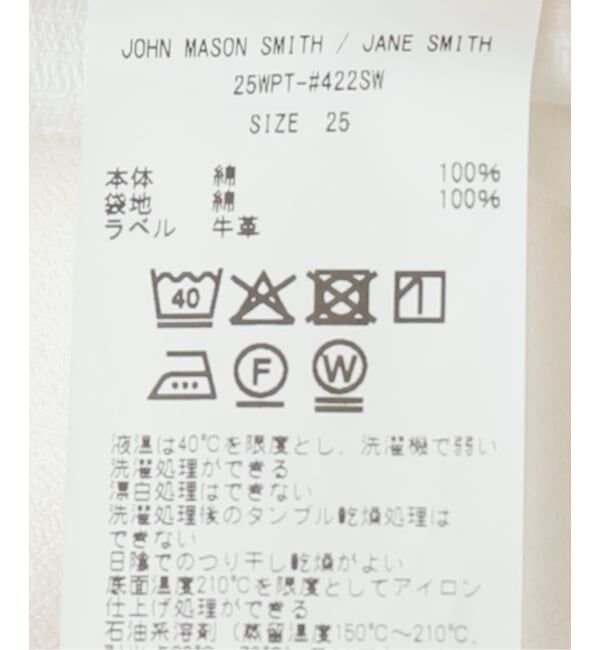 JOHN MASON SMITH / JANE SMITH
25WPT-#422SW
SIZE 25
本体 綿 100%
袋地 綿 100%
ラベル 牛革
40
F
W
液温は40℃を限度とし、洗濯機で弱い
洗濯処理ができる
漂白処理はできない
洗濯処理後のタンブル乾燥処理は
できない
日陰でのつり干し乾燥がよい
底面温度210℃を限度としてアイロン
仕上げ処理ができる
石油系溶剤（蒸留温度150℃～210℃、